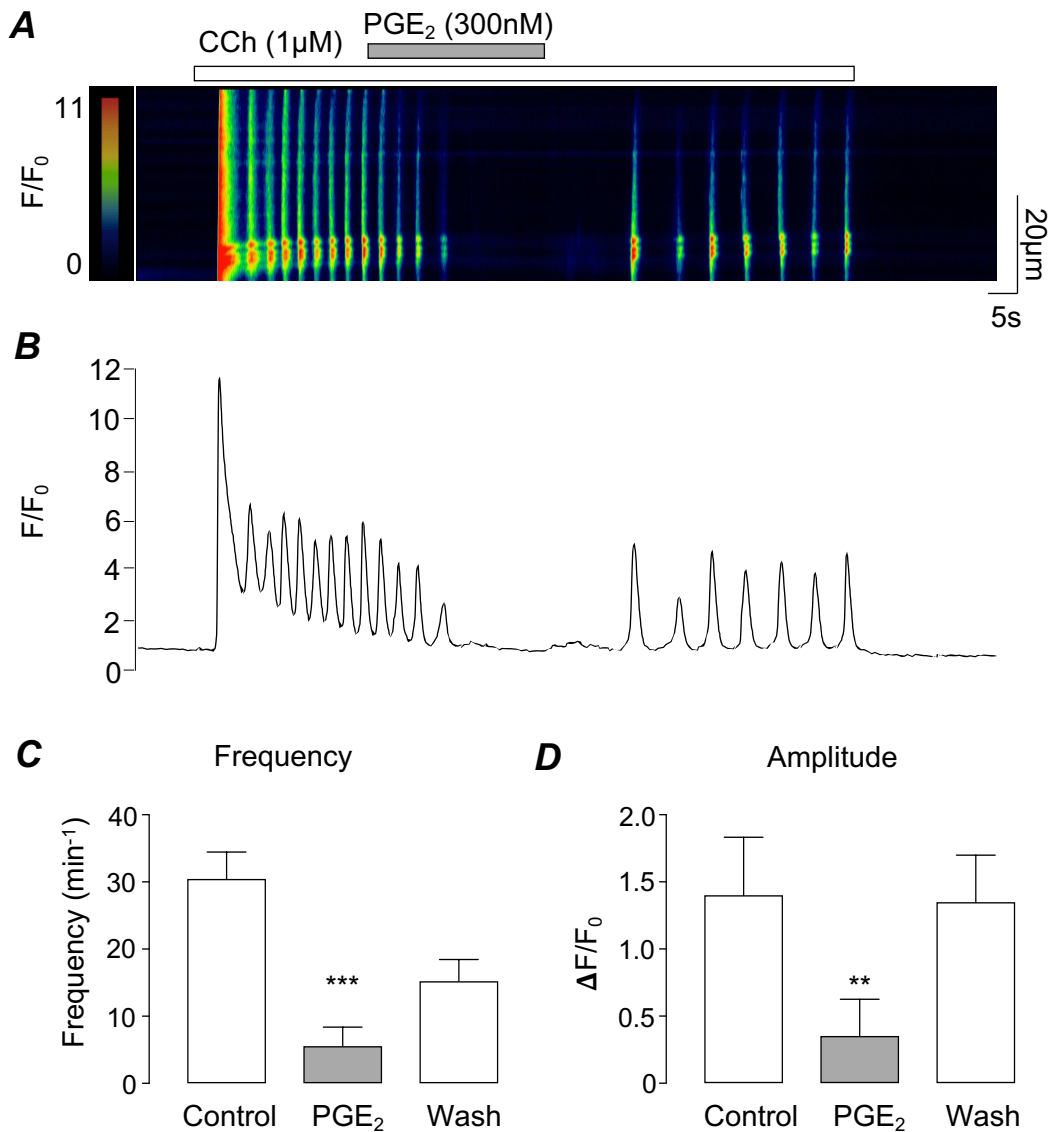 A
PGE₂ (300nM)
CCh (1µM)
11
F/F₀
0
20µm
5s
B
12
10
8
6
4
2
0
F/F₀
C
Frequency
D
Amplitude
40
30
20
10
0
Frequency (min⁻¹)
***
Control PGE₂ Wash
2.0
1.5
1.0
0.5
0
ΔF/F₀
**
Control PGE₂ Wash